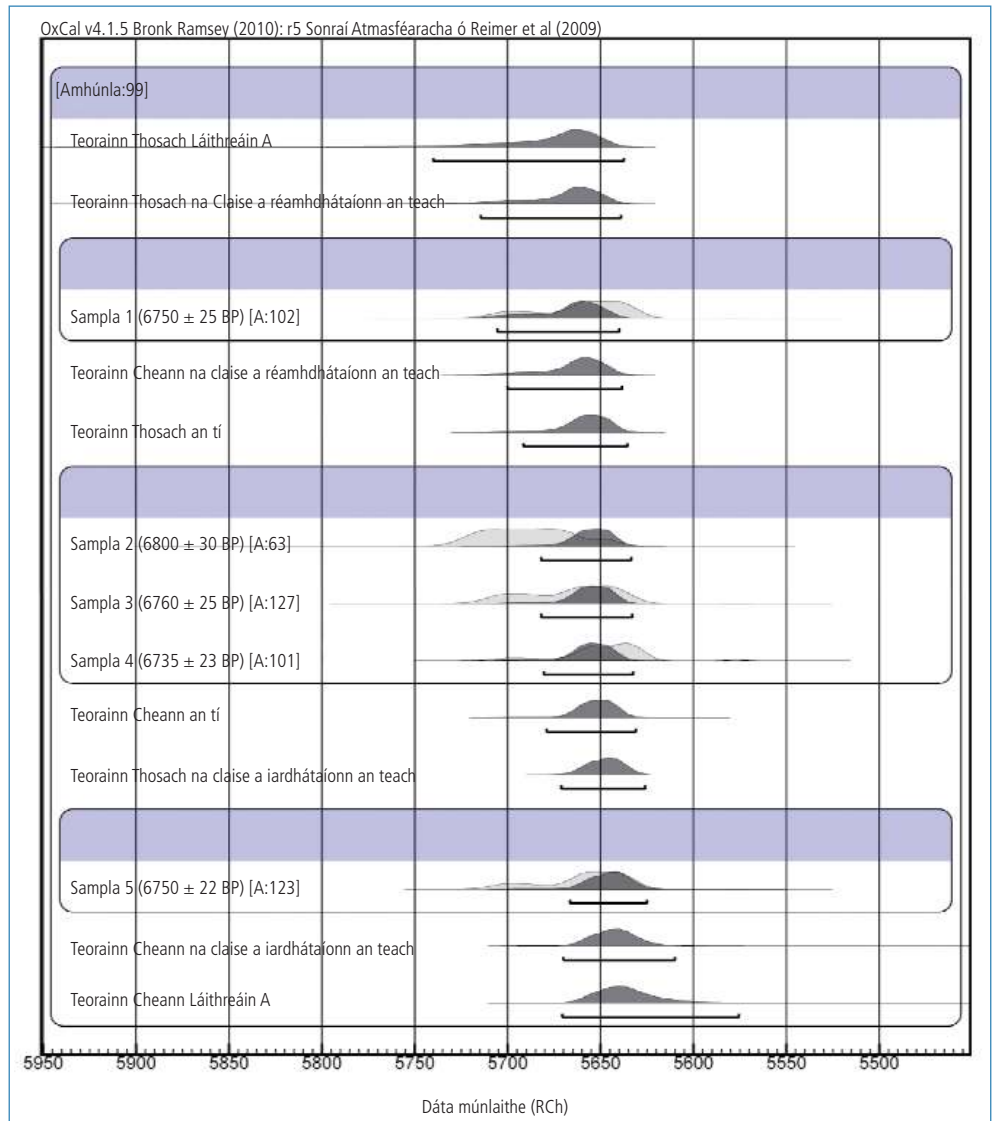 OxCal v4.1.5 Bronk Ramsey (2010): r5 Sonraí Atmasféaracha ó Reimer et al (2009)
[Amhúnla:99]
Teorainn Thosach Láithreáin A
Teorainn Thosach na Claise a réamhdhátaíonn an teach
Sampla 1 (6750 ± 25 BP) [A:102]
Teorainn Cheann na claise a réamhdhátaíonn an teach
Teorainn Thosach an tí
Sampla 2 (6800 ± 30 BP) [A:63]
Sampla 3 (6760 ± 25 BP) [A:127]
Sampla 4 (6735 ± 23 BP) [A:101]
Teorainn Cheann an tí
Teorainn Thosach na claise a iardhátaíonn an teach
Sampla 5 (6750 ± 22 BP) [A:123]
Teorainn Cheann na claise a iardhátaíonn an teach
Teorainn Cheann Láithreáin A
5950 5900 5850 5800 5750 5700 5650 5600 5550 5500
Dáta múnlaithe (RCh)